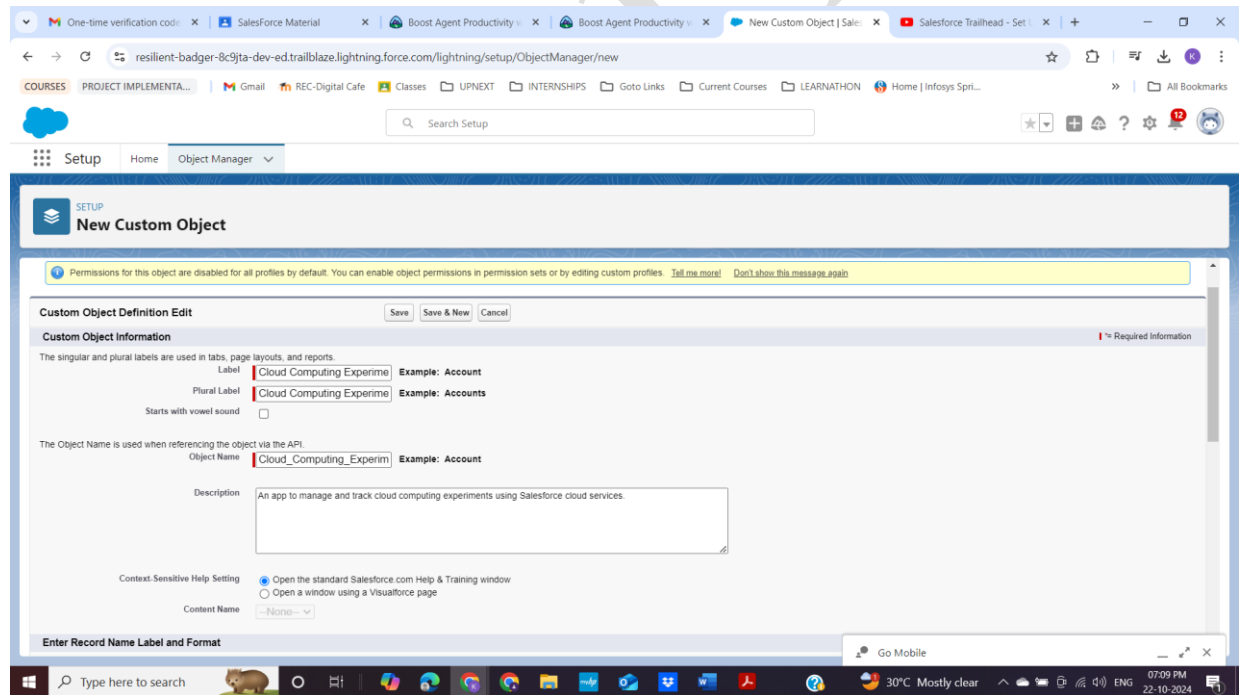 One-time verification code
SalesForce Material
Boost Agent Productivity
Boost Agent Productivity
New Custom Object | Sales
Salesforce Trailhead - Set
resilient-badger-8c9jta-dev-ed.trailblaze.lightning.force.com/lightning/setup/ObjectManager/new
K
COURSES PROJECT IMPLEMENTA... Gmail REC-Digital Cafe Classes UPNEXT INTERNSHIPS Goto Links Current Courses LEARNATHON Home | Infosys Spri... » All Bookmarks
Search Setup
12
Setup Home Object Manager
SETUP
New Custom Object
Permissions for this object are disabled for all profiles by default. You can enable object permissions in permission sets or by editing custom profiles. Tell me more! Don't show this message again
Custom Object Definition Edit Save Save & New Cancel
Custom Object Information = Required Information
The singular and plural labels are used in tabs, page layouts, and reports.
Label Cloud Computing Experime Example: Account
Plural Label Cloud Computing Experime Example: Accounts
Starts with vowel sound
The Object Name is used when referencing the object via the API.
Object Name Cloud_Computing_Experim Example: Account
Description An app to manage and track cloud computing experiments using Salesforce cloud services.
Context-Sensitive Help Setting Open the standard Salesforce.com Help & Training window
Open a window using a Visualforce page
Content Name --None--
Enter Record Name Label and Format
Go Mobile
Type here to search
30°C Mostly clear ENG 07:09 PM
22-10-2024